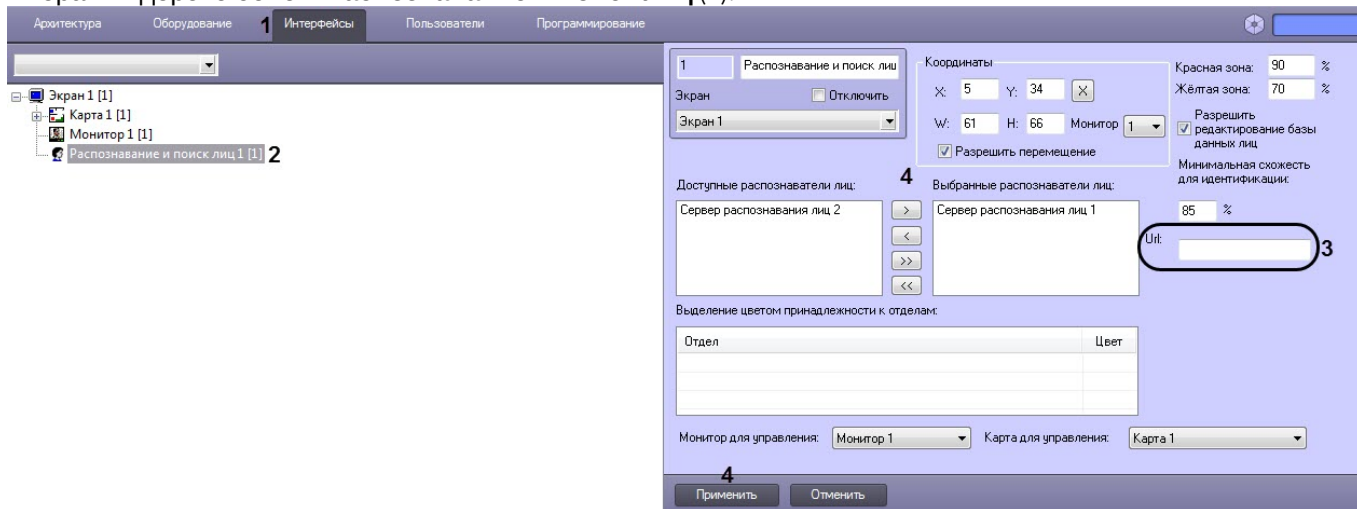 Архитектура Оборудование 1 Интерфейсы Пользователи Программирование
Экран 1 [1]
Карта 1 [1]
Монитор 1 [1]
Распознавание и поиск лиц 1 [1] 2
1 Распознавание и поиск лиц
Экран Отключить
Экран 1
Координаты
X: 5 Y: 34 X
W: 61 H: 66 Монитор 1
Разрешить перемещение
Красная зона: 90 %
Жёлтая зона: 70 %
Разрешить
редактирование базы
данных лиц
Минимальная схожесть
для идентификации:
85 %
Url: 3
4
Доступные распознаватели лиц:
Сервер распознавания лиц 2
>
<
>>
<<
Выбранные распознаватели лиц:
Сервер распознавания лиц 1
Выделение цветом принадлежности к отделам:
Отдел Цвет
Монитор для управления: Монитор 1 Карта для управления: Карта 1
4
Применить Отменить